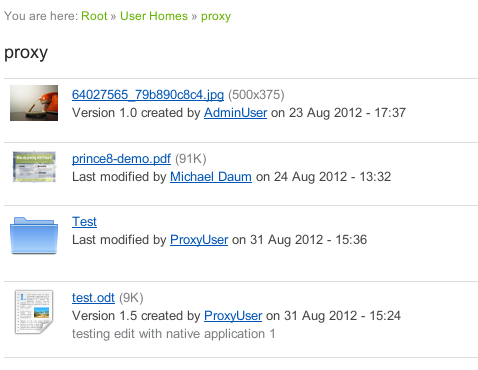 You are here: Root » User Homes » proxy
proxy
64027565_79b890c8c4.jpg (500x375)
Version 1.0 created by AdminUser on 23 Aug 2012 - 17:37
prince8-demo.pdf (91K)
Last modified by Michael Daum on 24 Aug 2012 - 13:32
Test
Last modified by ProxyUser on 31 Aug 2012 - 15:36
test.odt (9K)
Version 1.5 created by ProxyUser on 31 Aug 2012 - 15:24
testing edit with native application 1